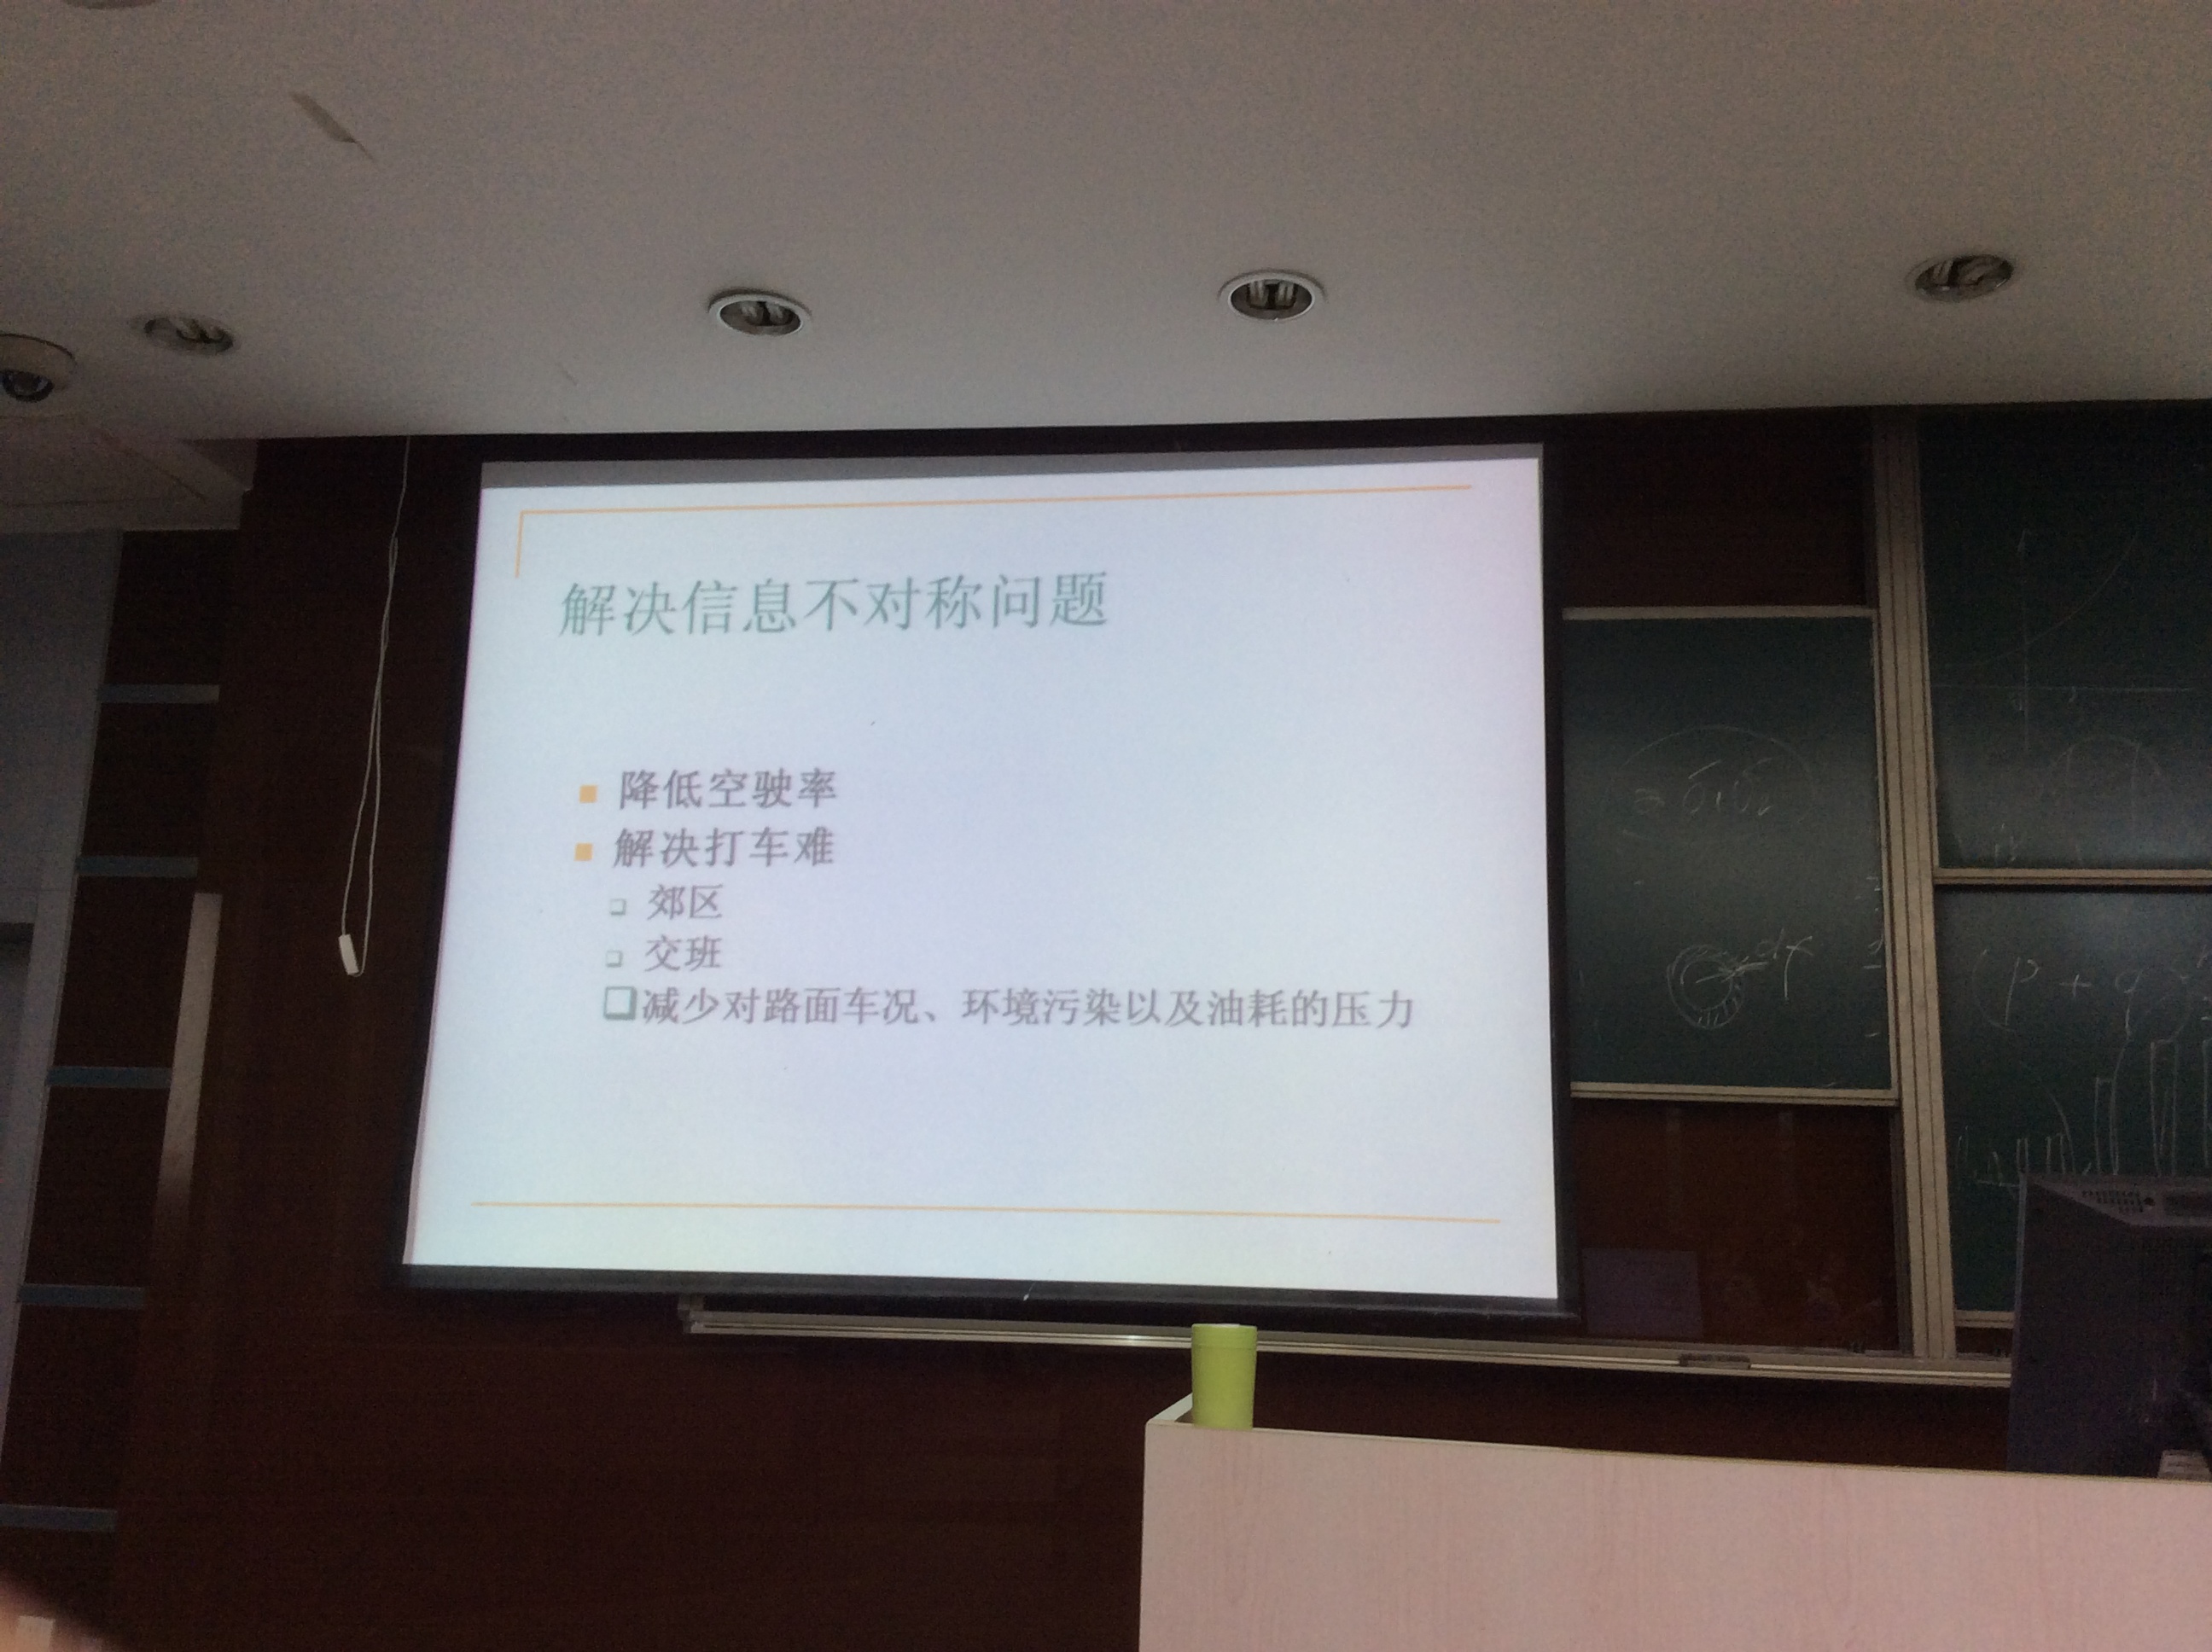 解决信息不对称问题
降低空驶率
解决打车难
郊区
交班
减少对路面车况、环境污染以及油耗的压力
dr
p + q